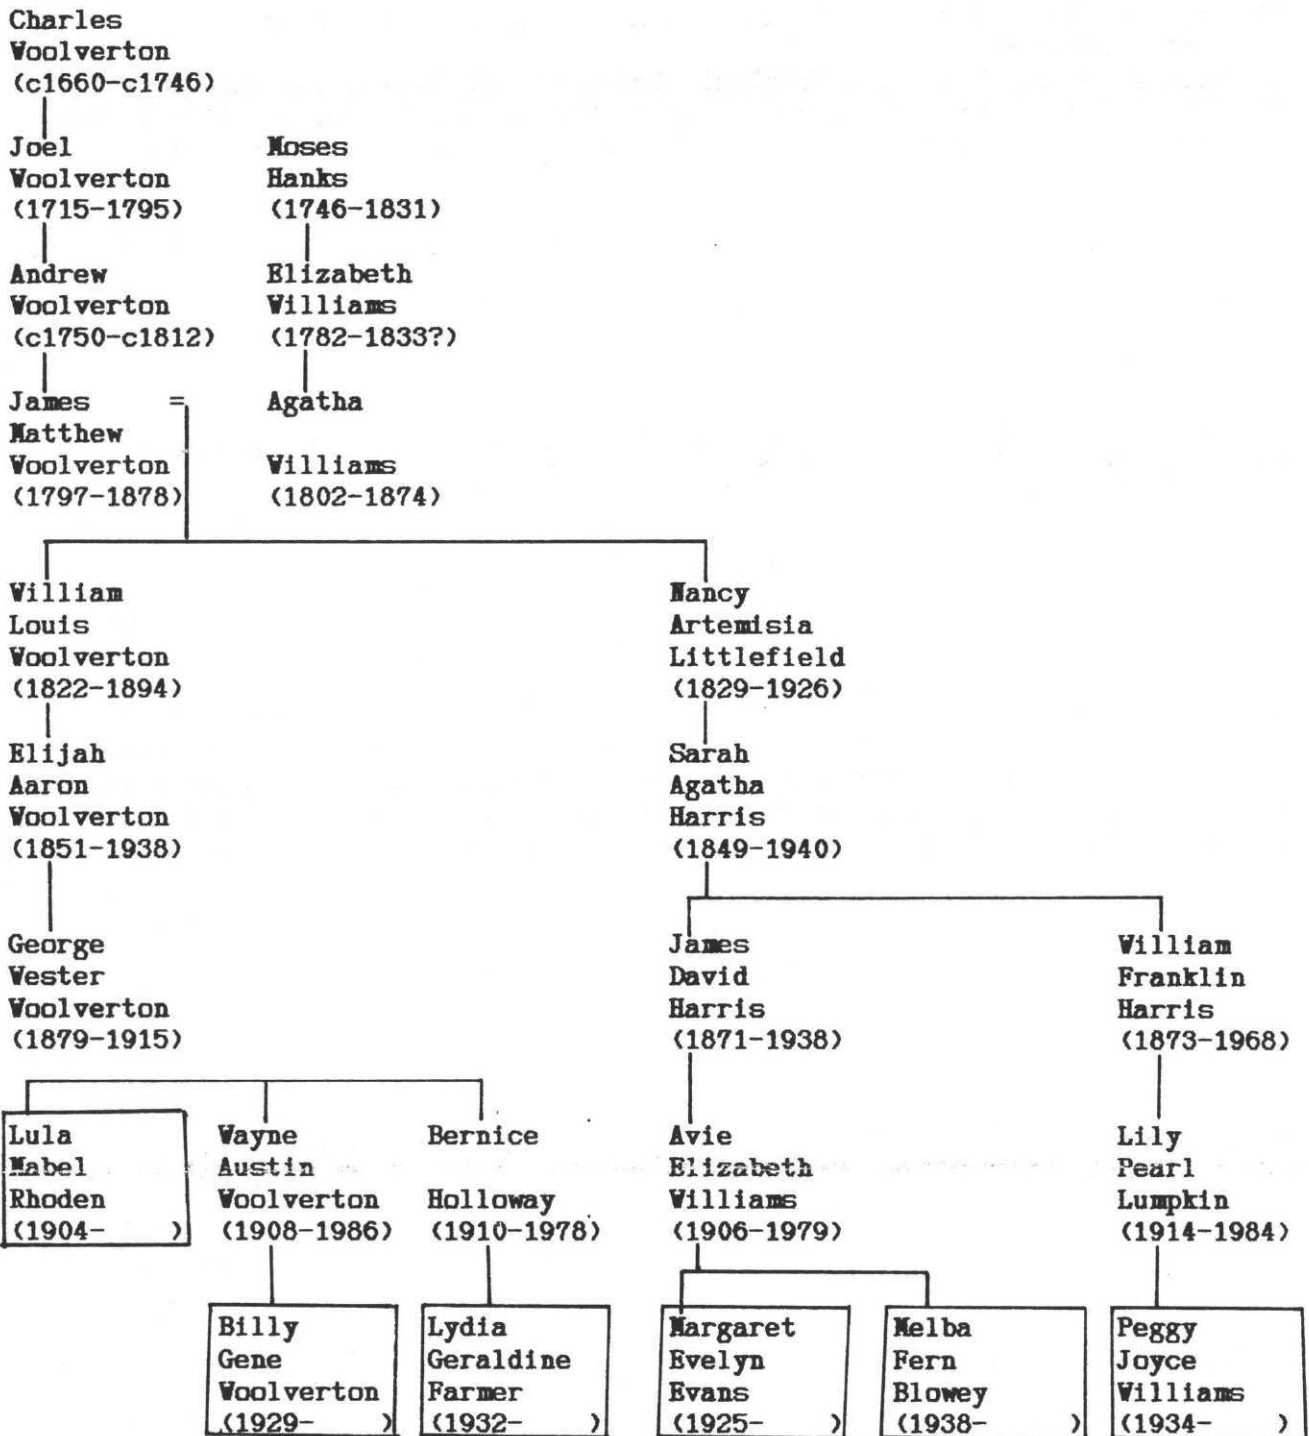 Charles
Woolverton
(c1660-c1746)
Joel
Woolverton
(1715-1795)
Moses
Hanks
(1746-1831)
Andrew
Woolverton
(c1750-c1812)
Elizabeth
Williams
(1782-1833?)
James =
Matthew
Woolverton
(1797-1878)
Agatha
Williams
(1802-1874)
William
Louis
Woolverton
(1822-1894)
Nancy
Artemisia
Littlefield
(1829-1926)
Elijah
Aaron
Woolverton
(1851-1938)
Sarah
Agatha
Harris
(1849-1940)
George
Wester
Woolverton
(1879-1915)
James
David
Harris
(1871-1938)
William
Franklin
Harris
(1873-1968)
Lula
Mabel
Rhoden
(1904- )
Wayne
Austin
Woolverton
(1908-1986)
Bernice
Holloway
(1910-1978)
Avie
Elizabeth
Williams
(1906-1979)
Lily
Pearl
Lumpkin
(1914-1984)
Billy
Gene
Woolverton
(1929- )
Lydia
Geraldine
Farmer
(1932- )
Margaret
Evelyn
Evans
(1925- )
Melba
Fern
Blowey
(1938- )
Peggy
Joyce
Williams
(1934- )